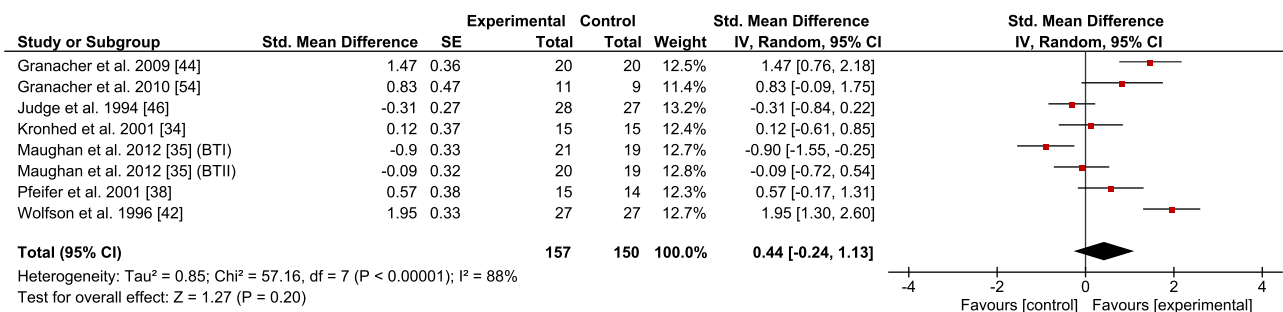 Experimental Control Std. Mean Difference Std. Mean Difference
Study or Subgroup Std. Mean Difference SE Total Total Weight IV, Random, 95% CI IV, Random, 95% CI
Granacher et al. 2009 [44] 1.47 0.36 20 20 12.5% 1.47 [0.76, 2.18]
Granacher et al. 2010 [54] 0.83 0.47 11 9 11.4% 0.83 [-0.09, 1.75]
Judge et al. 1994 [46] -0.31 0.27 28 27 13.2% -0.31 [-0.84, 0.22]
Kronhed et al. 2001 [34] 0.12 0.37 15 15 12.4% 0.12 [-0.61, 0.85]
Maughan et al. 2012 [35] (BTI) -0.9 0.33 21 19 12.7% -0.90 [-1.55, -0.25]
Maughan et al. 2012 [35] (BTII) -0.09 0.32 20 19 12.8% -0.09 [-0.72, 0.54]
Pfeifer et al. 2001 [38] 0.57 0.38 15 14 12.3% 0.57 [-0.17, 1.31]
Wolfson et al. 1996 [42] 1.95 0.33 27 27 12.7% 1.95 [1.30, 2.60]
Total (95% CI) 157 150 100.0% 0.44 [-0.24, 1.13]
Heterogeneity: Tau² = 0.85; Chi² = 57.16, df = 7 (P < 0.00001); I² = 88%
Test for overall effect: Z = 1.27 (P = 0.20)
-4 -2 0 2 4
Favours [control] Favours [experimental]